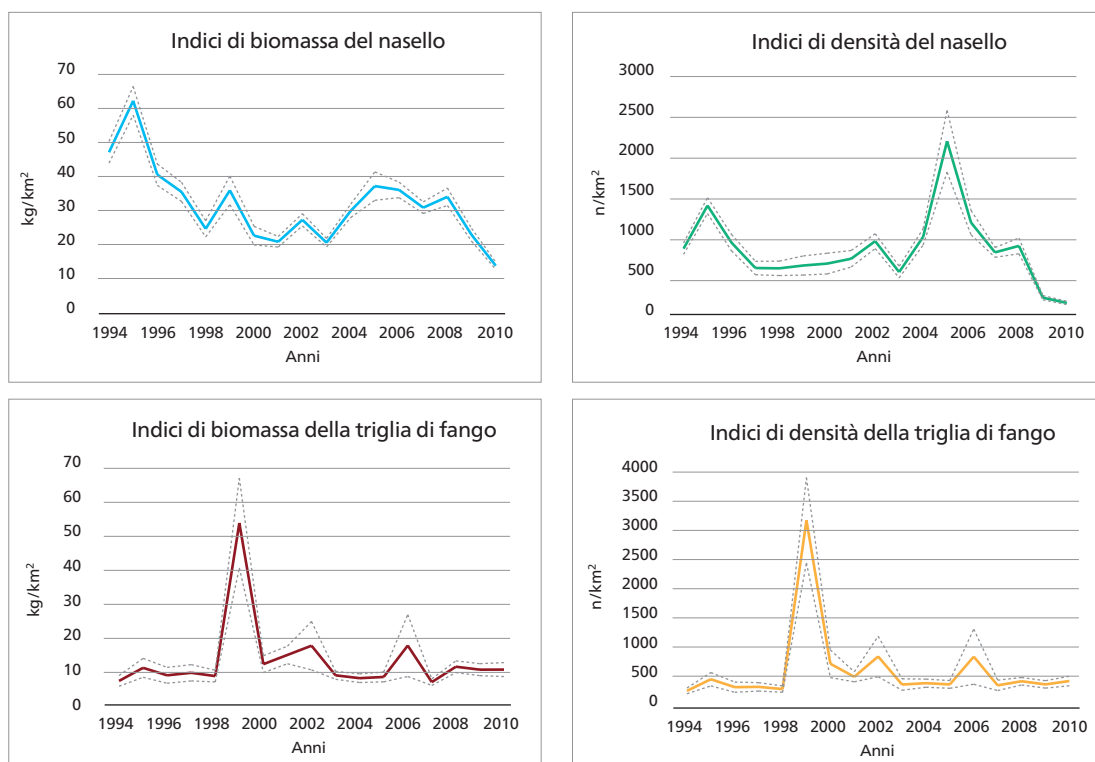 Indici di biomassa del nasello
70
60
50
40
30
20
10
0
kg/km²
1994 1996 1998 2000 2002 2004 2006 2008 2010
Anni
Indici di densità del nasello
3000
2500
2000
1500
1000
500
0
n/km²
1994 1996 1998 2000 2002 2004 2006 2008 2010
Anni
Indici di biomassa della triglia di fango
70
60
50
40
30
20
10
0
kg/km²
1994 1996 1998 2000 2002 2004 2006 2008 2010
Anni
Indici di densità della triglia di fango
4000
3500
3000
2500
2000
1500
1000
500
0
n/km²
1994 1996 1998 2000 2002 2004 2006 2008 2010
Anni